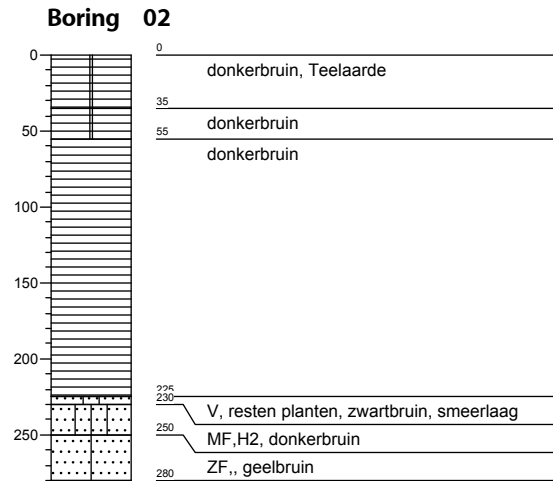 Boring 02
0
0
donkerbruin, Teelaarde
35
donkerbruin
50
55
donkerbruin
100
150
200
225
230
V, resten planten, zwartbruin, smeerlaag
250
250
MF,H2, donkerbruin
ZF,, geelbruin
280